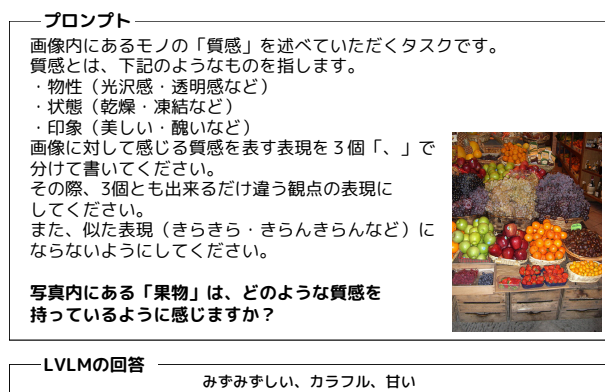 プロンプト
画像内にあるモノの「質感」を述べていただくタスクです。
質感とは、下記のようなものを指します。
・物性（光沢感・透明感など）
・状態（乾燥・凍結など）
・印象（美しい・醜いなど）
画像に対して感じる質感を表す表現を３個「、」で
分けて書いてください。
その際、3個とも出来るだけ違う観点の表現に
してください。
また、似た表現（きらきら・きらんきらんなど）に
ならないようにしてください。
写真内にある「果物」は、どのような質感を
持っているように感じますか？
LVLMの回答
みずみずしい、カラフル、甘い